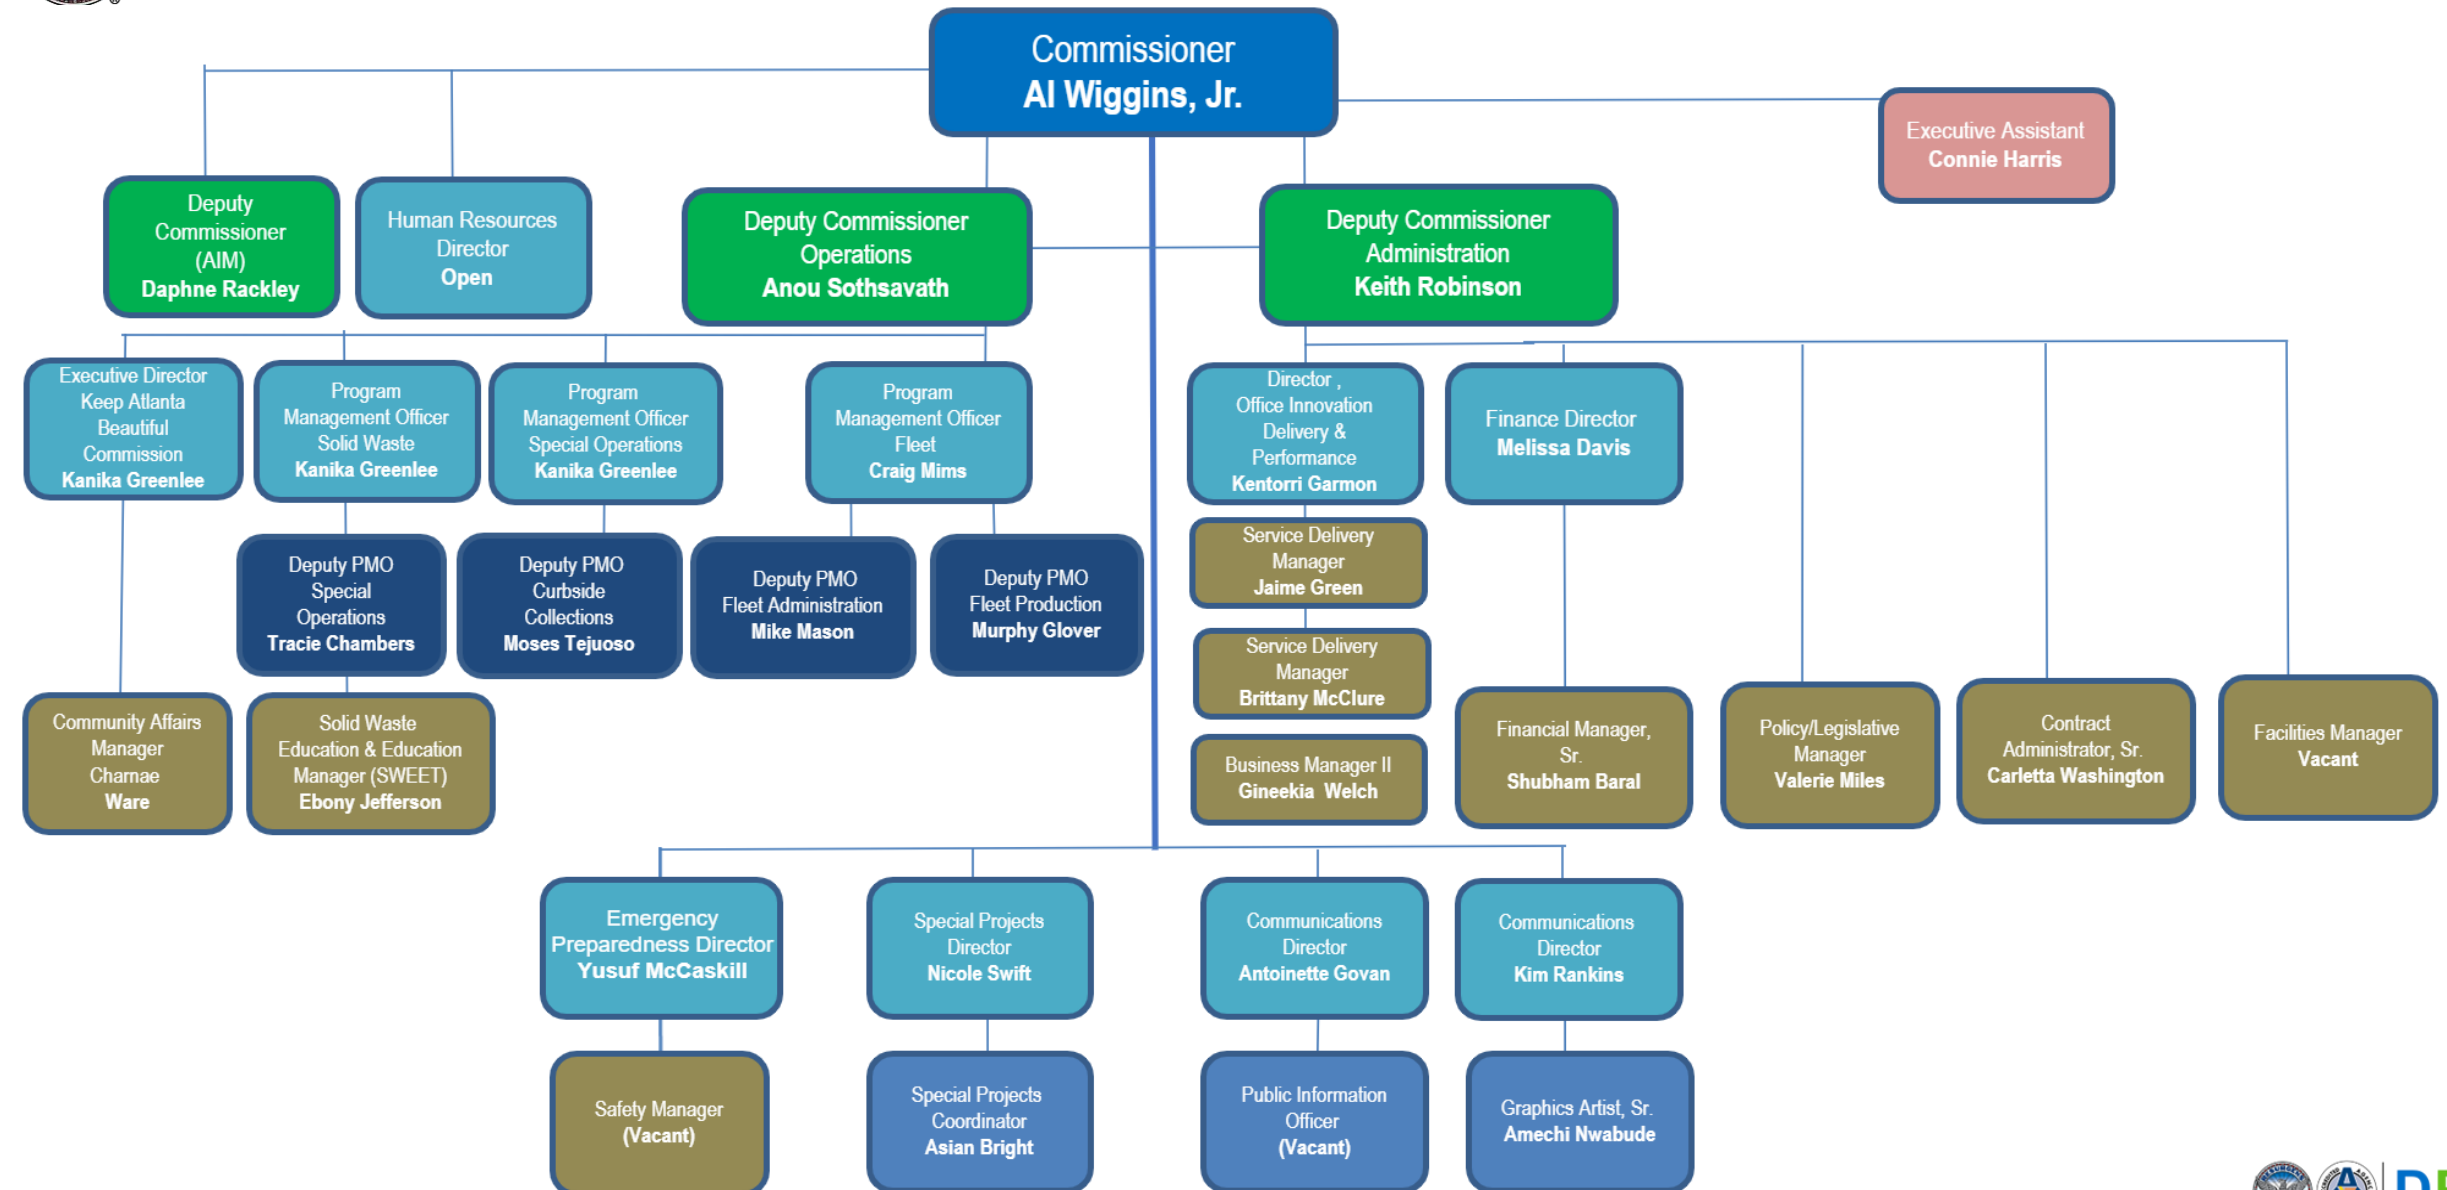 Commissioner
Al Wiggins, Jr.
Executive Assistant
Connie Harris
Deputy
Commissioner
(AIM)
Daphne Rackley
Human Resources
Director
Open
Deputy Commissioner
Operations
Anou Sothsavath
Deputy Commissioner
Administration
Keith Robinson
Executive Director
Keep Atlanta
Beautiful
Commission
Kanika Greenlee
Program
Management Officer
Solid Waste
Kanika Greenlee
Program
Management Officer
Special Operations
Kanika Greenlee
Program
Management Officer
Fleet
Craig Mims
Director ,
Office Innovation
Delivery &
Performance
Kentorri Garmon
Finance Director
Melissa Davis
Deputy PMO
Special
Operations
Tracie Chambers
Deputy PMO
Curbside
Collections
Moses Tejuoso
Deputy PMO
Fleet Administration
Mike Mason
Deputy PMO
Fleet Production
Murphy Glover
Service Delivery
Manager
Jaime Green
Service Delivery
Manager
Brittany McClure
Business Manager II
Gineekia Welch
Community Affairs
Manager
Charnae
Ware
Solid Waste
Education & Education
Manager (SWEET)
Ebony Jefferson
Financial Manager,
Sr.
Shubham Baral
Policy/Legislative
Manager
Valerie Miles
Contract
Administrator, Sr.
Carletta Washington
Facilities Manager
Vacant
Emergency
Preparedness Director
Yusuf McCaskill
Special Projects
Director
Nicole Swift
Communications
Director
Antoinette Govan
Communications
Director
Kim Rankins
Safety Manager
(Vacant)
Special Projects
Coordinator
Asian Bright
Public Information
Officer
(Vacant)
Graphics Artist, Sr.
Amechi Nwabude